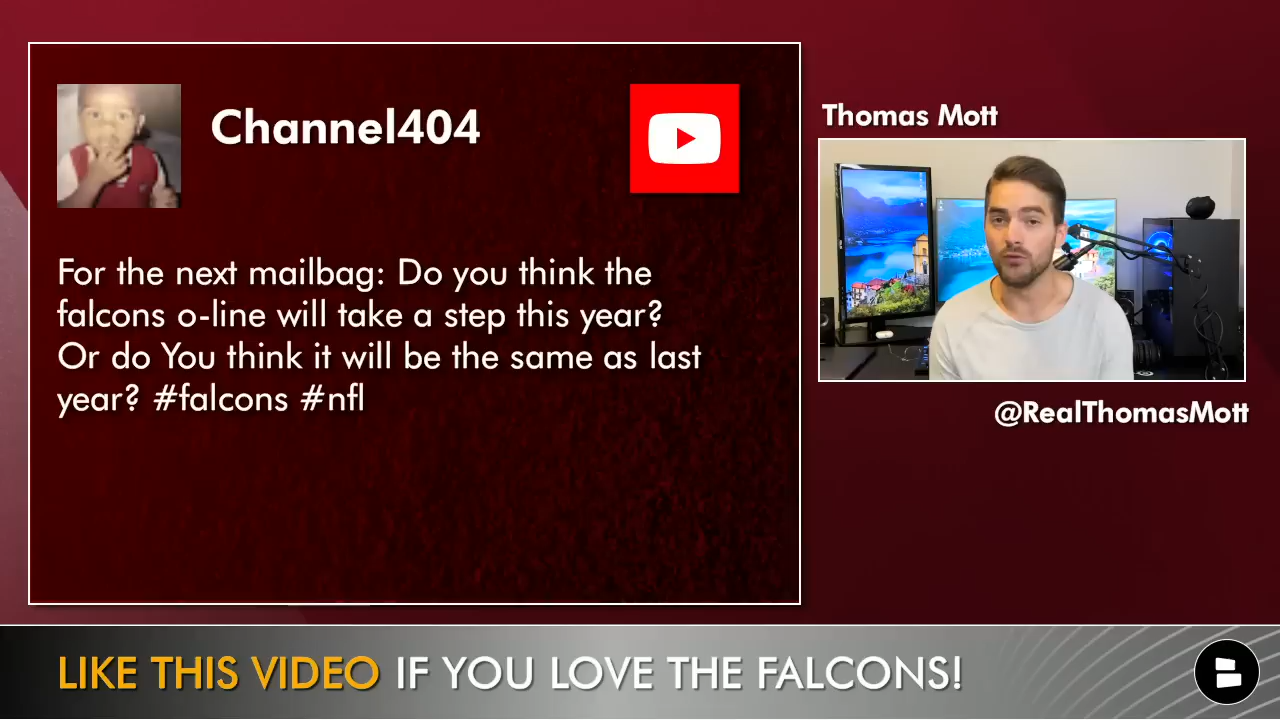 Channel404
Thomas Mott
For the next mailbag: Do you think the
falcons o-line will take a step this year?
Or do You think it will be the same as last
year? #falcons #nfl
@RealThomasMott
LIKE THIS VIDEO IF YOU LOVE THE FALCONS!